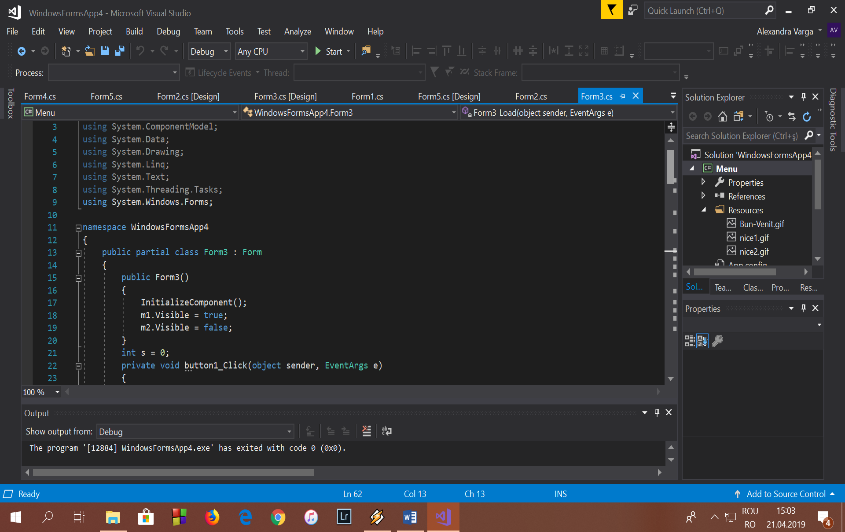 WindowsFormsApp4 - Microsoft Visual Studio
Quick Launch (Ctrl+Q)
File Edit View Project Build Debug Team Tools Test Analyze Window Help
Alexandra Varga AV
Debug Any CPU Start
Process: Lifecycle Events Thread: Stack Frame:
Toolbox
Form4.cs Form5.cs Form2.cs [Design] Form3.cs [Design] Form1.cs Form5.cs [Design] Form2.cs Form3.cs
Menu WindowsFormsApp4.Form3 Form3_Load(object sender, EventArgs e)
3 using System.ComponentModel;
4 using System.Data;
5 using System.Drawing;
6 using System.Linq;
7 using System.Text;
8 using System.Threading.Tasks;
9 using System.Windows.Forms;
10
11 namespace WindowsFormsApp4
12 {
13 public partial class Form3 : Form
14 {
15 public Form3()
16 {
17 InitializeComponent();
18 m1.Visible = true;
19 m2.Visible = false;
20 }
21 int s = 0;
22 private void button1_Click(object sender, EventArgs e)
23 {
100 %
Output
Show output from: Debug
The program '[12884] WindowsFormsApp4.exe' has exited with code 0 (0x0).
Solution Explorer
Search Solution Explorer (Ctrl+ș)
Solution 'WindowsFormsApp4
Menu
Properties
References
Resources
Bun-Venit.gif
nice1.gif
nice2.gif
App.config
Sol... Tea... Clas... Pro... Res...
Properties
Diagnostic Tools
Ready Ln 62 Col 13 Ch 13 INS Add to Source Control
Lr
ROU
RO
15:03
21.04.2019
4